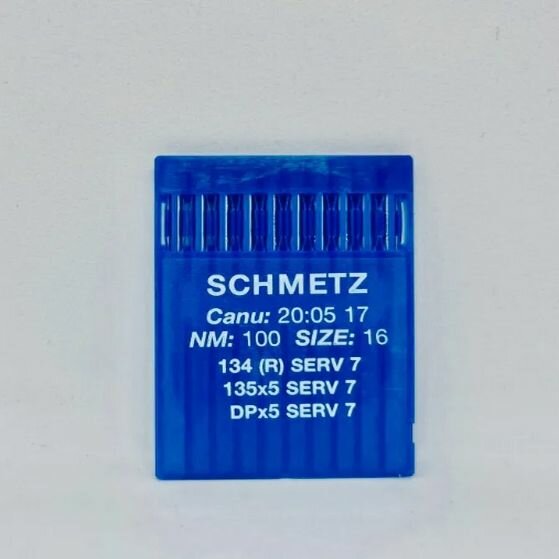 SCHMETZ
Canu: 20:05 17
NM: 100 SIZE: 16
134 (R) SERV 7
135x5 SERV 7
DPx5 SERV 7